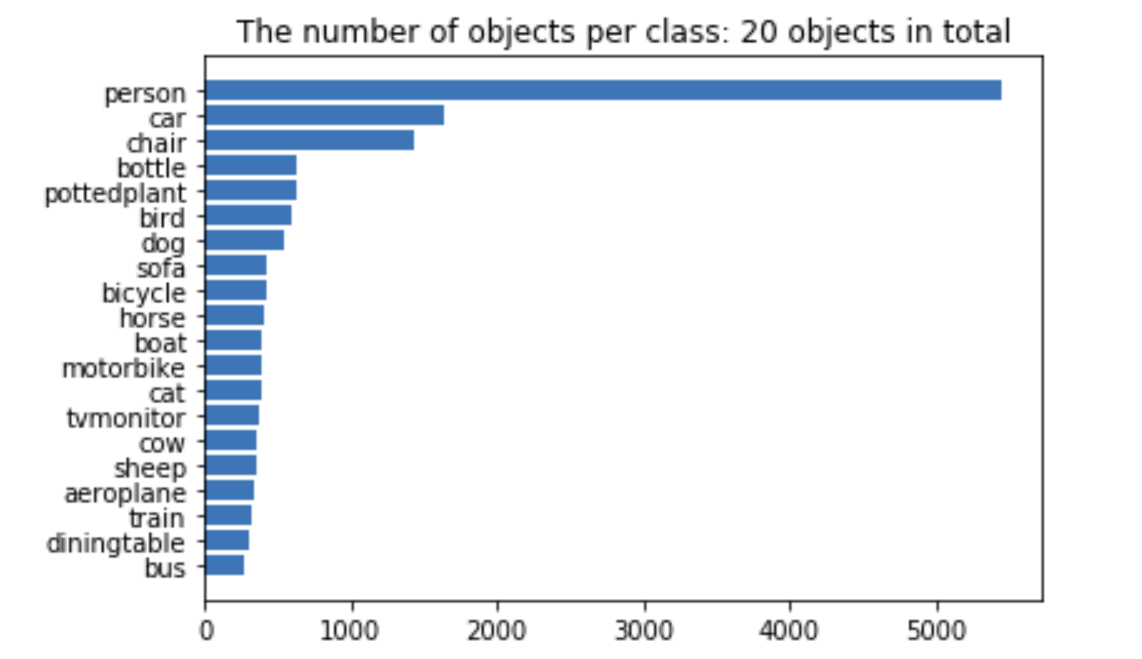 The number of objects per class: 20 objects in total
person
car
chair
bottle
pottedplant
bird
dog
sofa
bicycle
horse
boat
motorbike
cat
tvmonitor
cow
sheep
aeroplane
train
diningtable
bus
0 1000 2000 3000 4000 5000